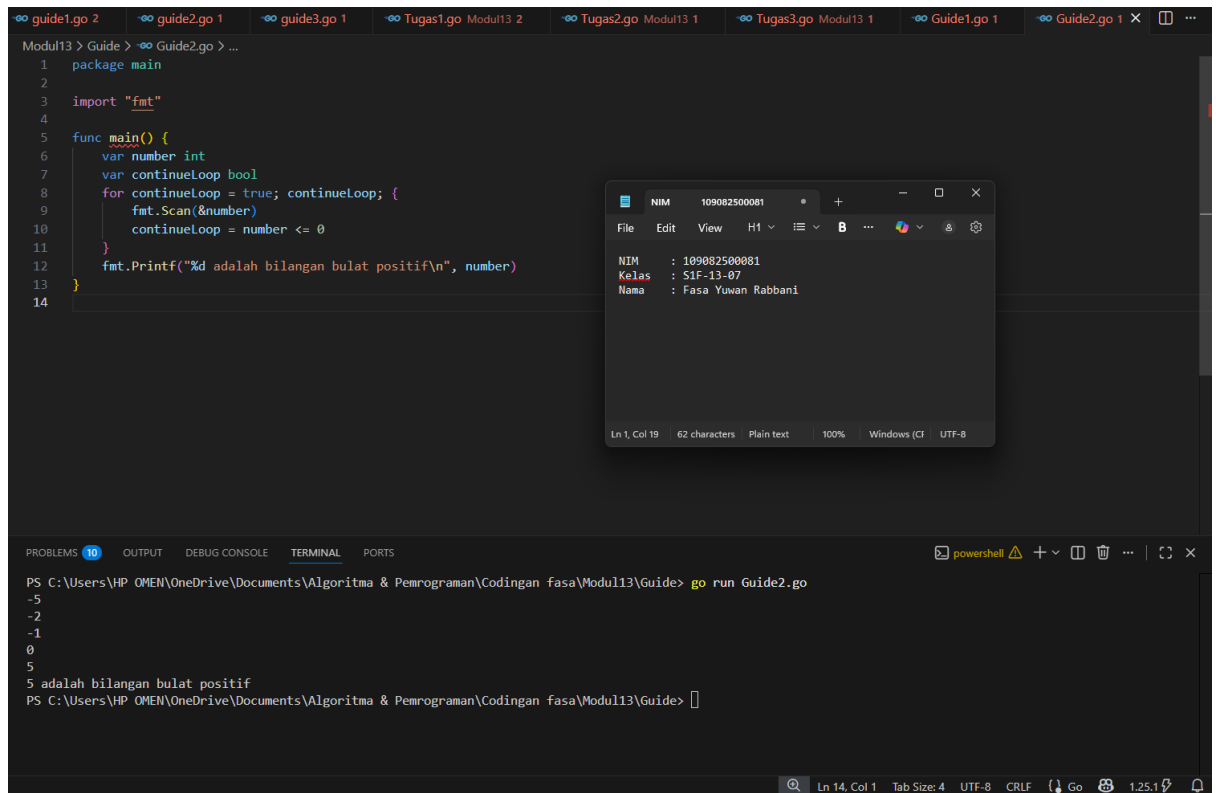 guide1.go 2 guide2.go 1 guide3.go 1 Tugas1.go Modul13 2 Tugas2.go Modul13 1 Tugas3.go Modul13 1 Guide1.go 1 Guide2.go 1
Modul13 > Guide > Guide2.go > ...
1 package main
2
3 import "fmt"
4
5 func main() {
6     var number int
7     var continueLoop bool
8     for continueLoop = true; continueLoop; {
9         fmt.Scan(&number)
10         continueLoop = number <= 0
11     }
12     fmt.Printf("%d adalah bilangan bulat positif\n", number)
13 }
14
NIM 109082500081
File Edit View H1 B
NIM : 109082500081
Kelas : S1F-13-07
Nama : Fasa Yuwan Rabbani
Ln 1, Col 19 62 characters Plain text 100% Windows (CF UTF-8
PROBLEMS 10 OUTPUT DEBUG CONSOLE TERMINAL PORTS powershell
PS C:\Users\HP OMEN\OneDrive\Documents\Algoritma & Pemrograman\Codingan fasa\Modul13\Guide> go run Guide2.go
-5
-2
-1
0
5
5 adalah bilangan bulat positif
PS C:\Users\HP OMEN\OneDrive\Documents\Algoritma & Pemrograman\Codingan fasa\Modul13\Guide>
Ln 14, Col 1 Tab Size: 4 UTF-8 CRLF Go 1.25.1